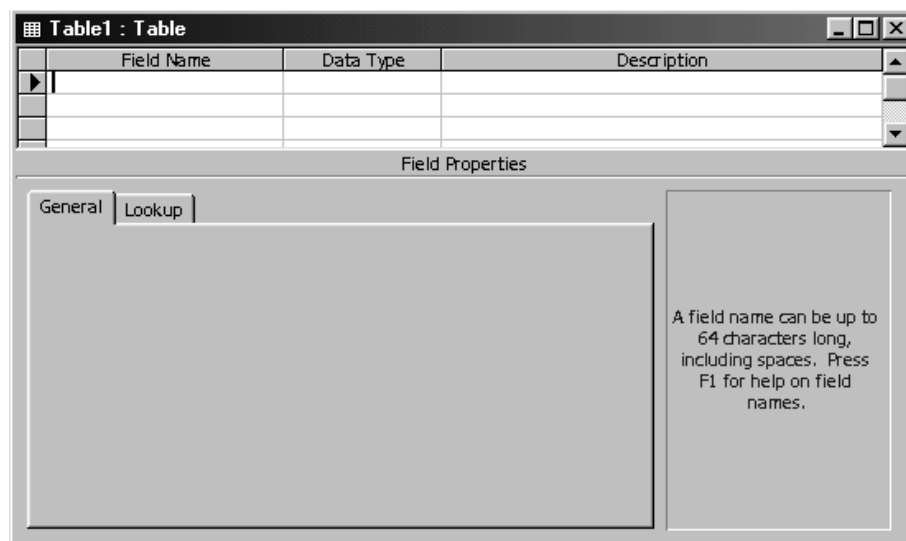 Table1 : Table
Field Name Data Type Description
Field Properties
General Lookup
A field name can be up to
64 characters long,
including spaces. Press
F1 for help on field
names.